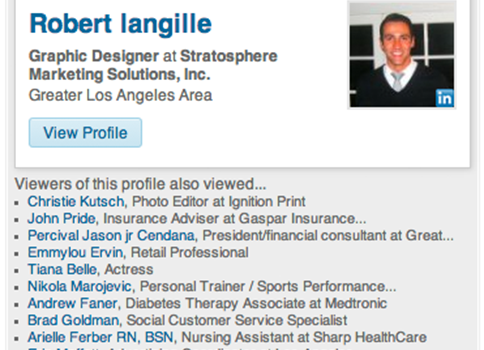 Robert langille
Graphic Designer at Stratosphere
Marketing Solutions, Inc.
Greater Los Angeles Area
in
View Profile
Viewers of this profile also viewed...
Christie Kutsch, Photo Editor at Ignition Print
John Pride, Insurance Adviser at Gaspar Insurance...
Percival Jason jr Cendana, President/financial consultant at Great...
Emmylou Ervin, Retail Professional
Tiana Belle, Actress
Nikola Marojevic, Personal Trainer / Sports Performance...
Andrew Faner, Diabetes Therapy Associate at Medtronic
Brad Goldman, Social Customer Service Specialist
Arielle Ferber RN, BSN, Nursing Assistant at Sharp HealthCare